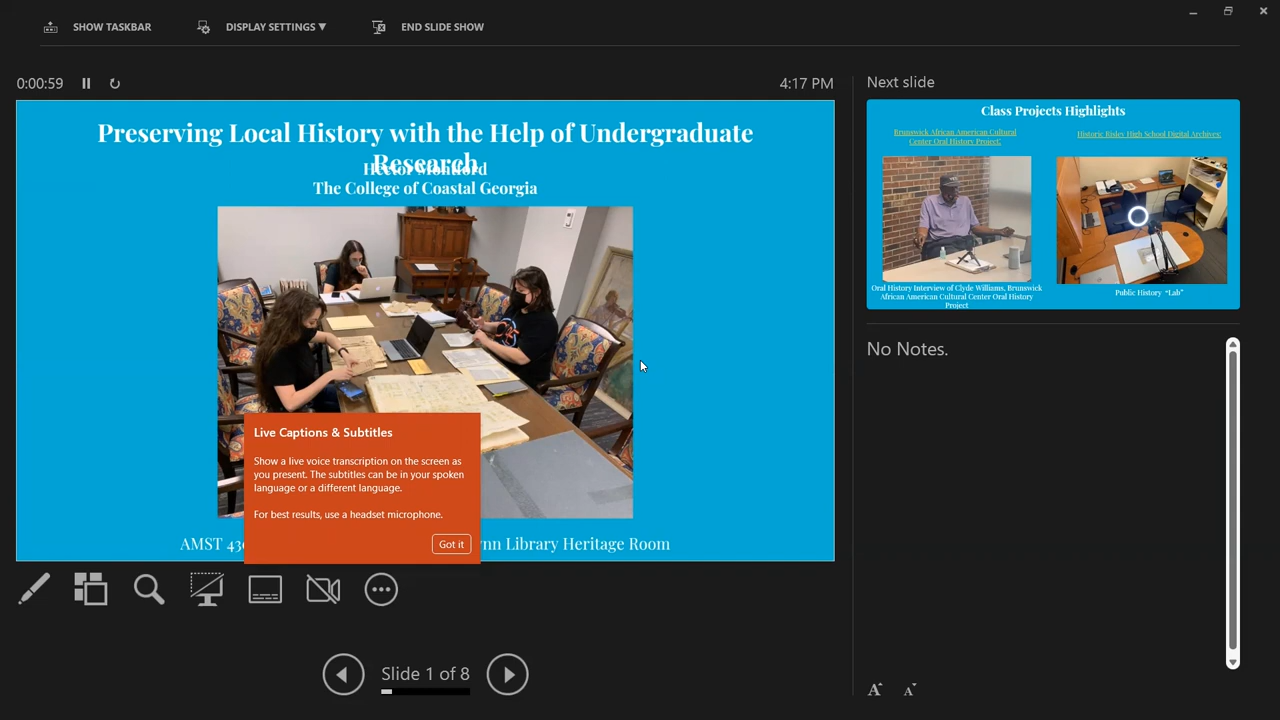 SHOW TASKBAR
DISPLAY SETTINGS ▼
END SLIDE SHOW
0:00:59
4:17 PM
Preserving Local History with the Help of Undergraduate
Research
The College of Coastal Georgia
Live Captions & Subtitles
Show a live voice transcription on the screen as
you present. The subtitles can be in your spoken
language or a different language.
For best results, use a headset microphone.
Got it
AMST
Library Heritage Room
Slide 1 of 8
Next slide
Class Projects Highlights
Brunswick African American Cultural
Center Oral History Project:
Historic Risley High School Digital Archives:
Oral History Interview of Clyde Williams, Brunswick
African American Cultural Center Oral History
Project
Public History "Lab"
No Notes.
A
A